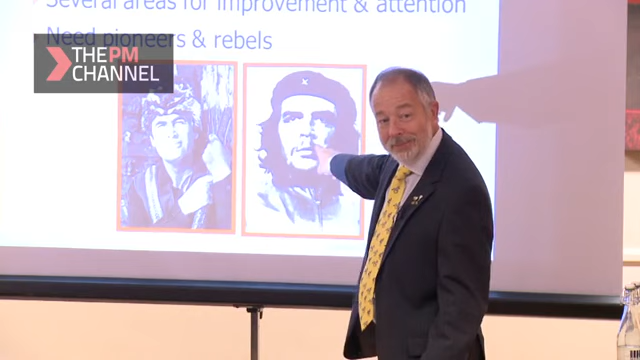 Several areas for improvement & attention
Need pioneers & rebels
THE PM
CHANNEL